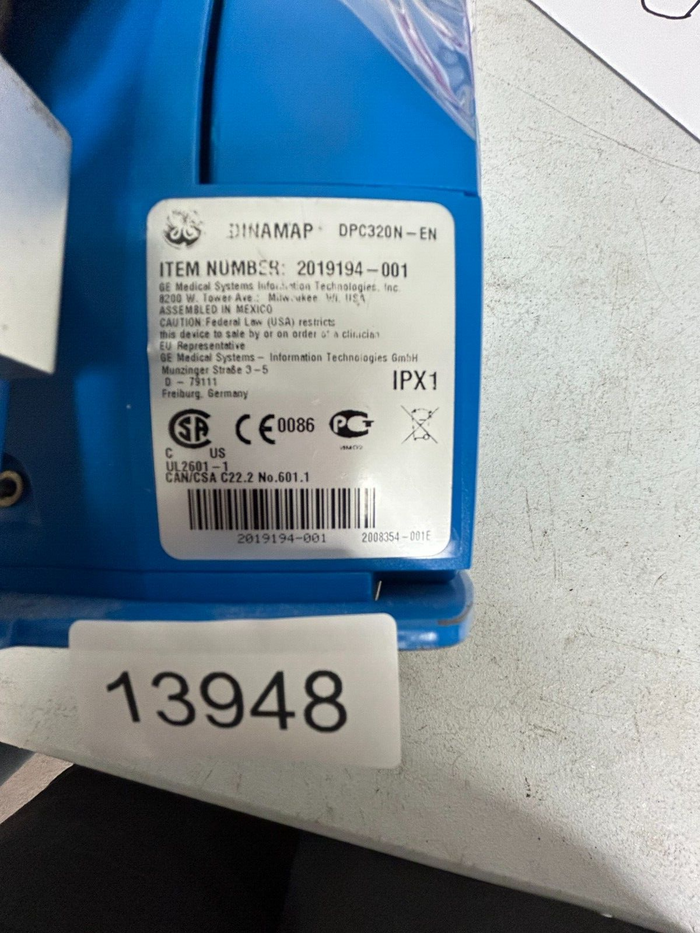 DINAMAP DPC320N-EN
ITEM NUMBER: 2019194-001
GE Medical Systems Information Technologies, Inc.
8200 W. Tower Ave.; Milwaukee, WI, USA
ASSEMBLED IN MEXICO
CAUTION:Federal Law (USA) restricts
this device to sale by or on order of a clinician
EU Representative
GE Medical Systems - Information Technologies GmbH
Munzinger Straße 3-5
D - 79111
Freiburg, Germany
IPX1
SA
CE0086
C US
UL2601-1
CAN/CSA C22.2 No.601.1
2019194-001 2008354-001E
13948